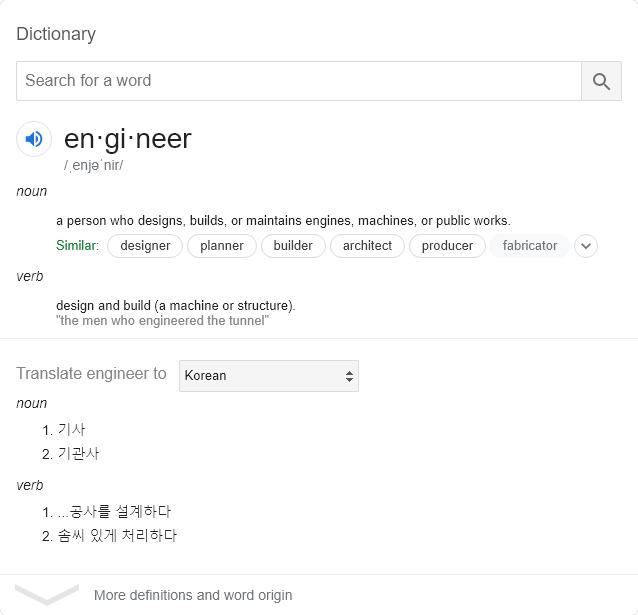 Dictionary
Search for a word
en·gi·neer
/ˌenjəˈnir/
noun
a person who designs, builds, or maintains engines, machines, or public works.
Similar: designer planner builder architect producer fabricator
verb
design and build (a machine or structure).
"the men who engineered the tunnel"
Translate engineer to Korean
noun
1. 기사
2. 기관사
verb
1. ...공사를 설계하다
2. 솜씨 있게 처리하다
More definitions and word origin